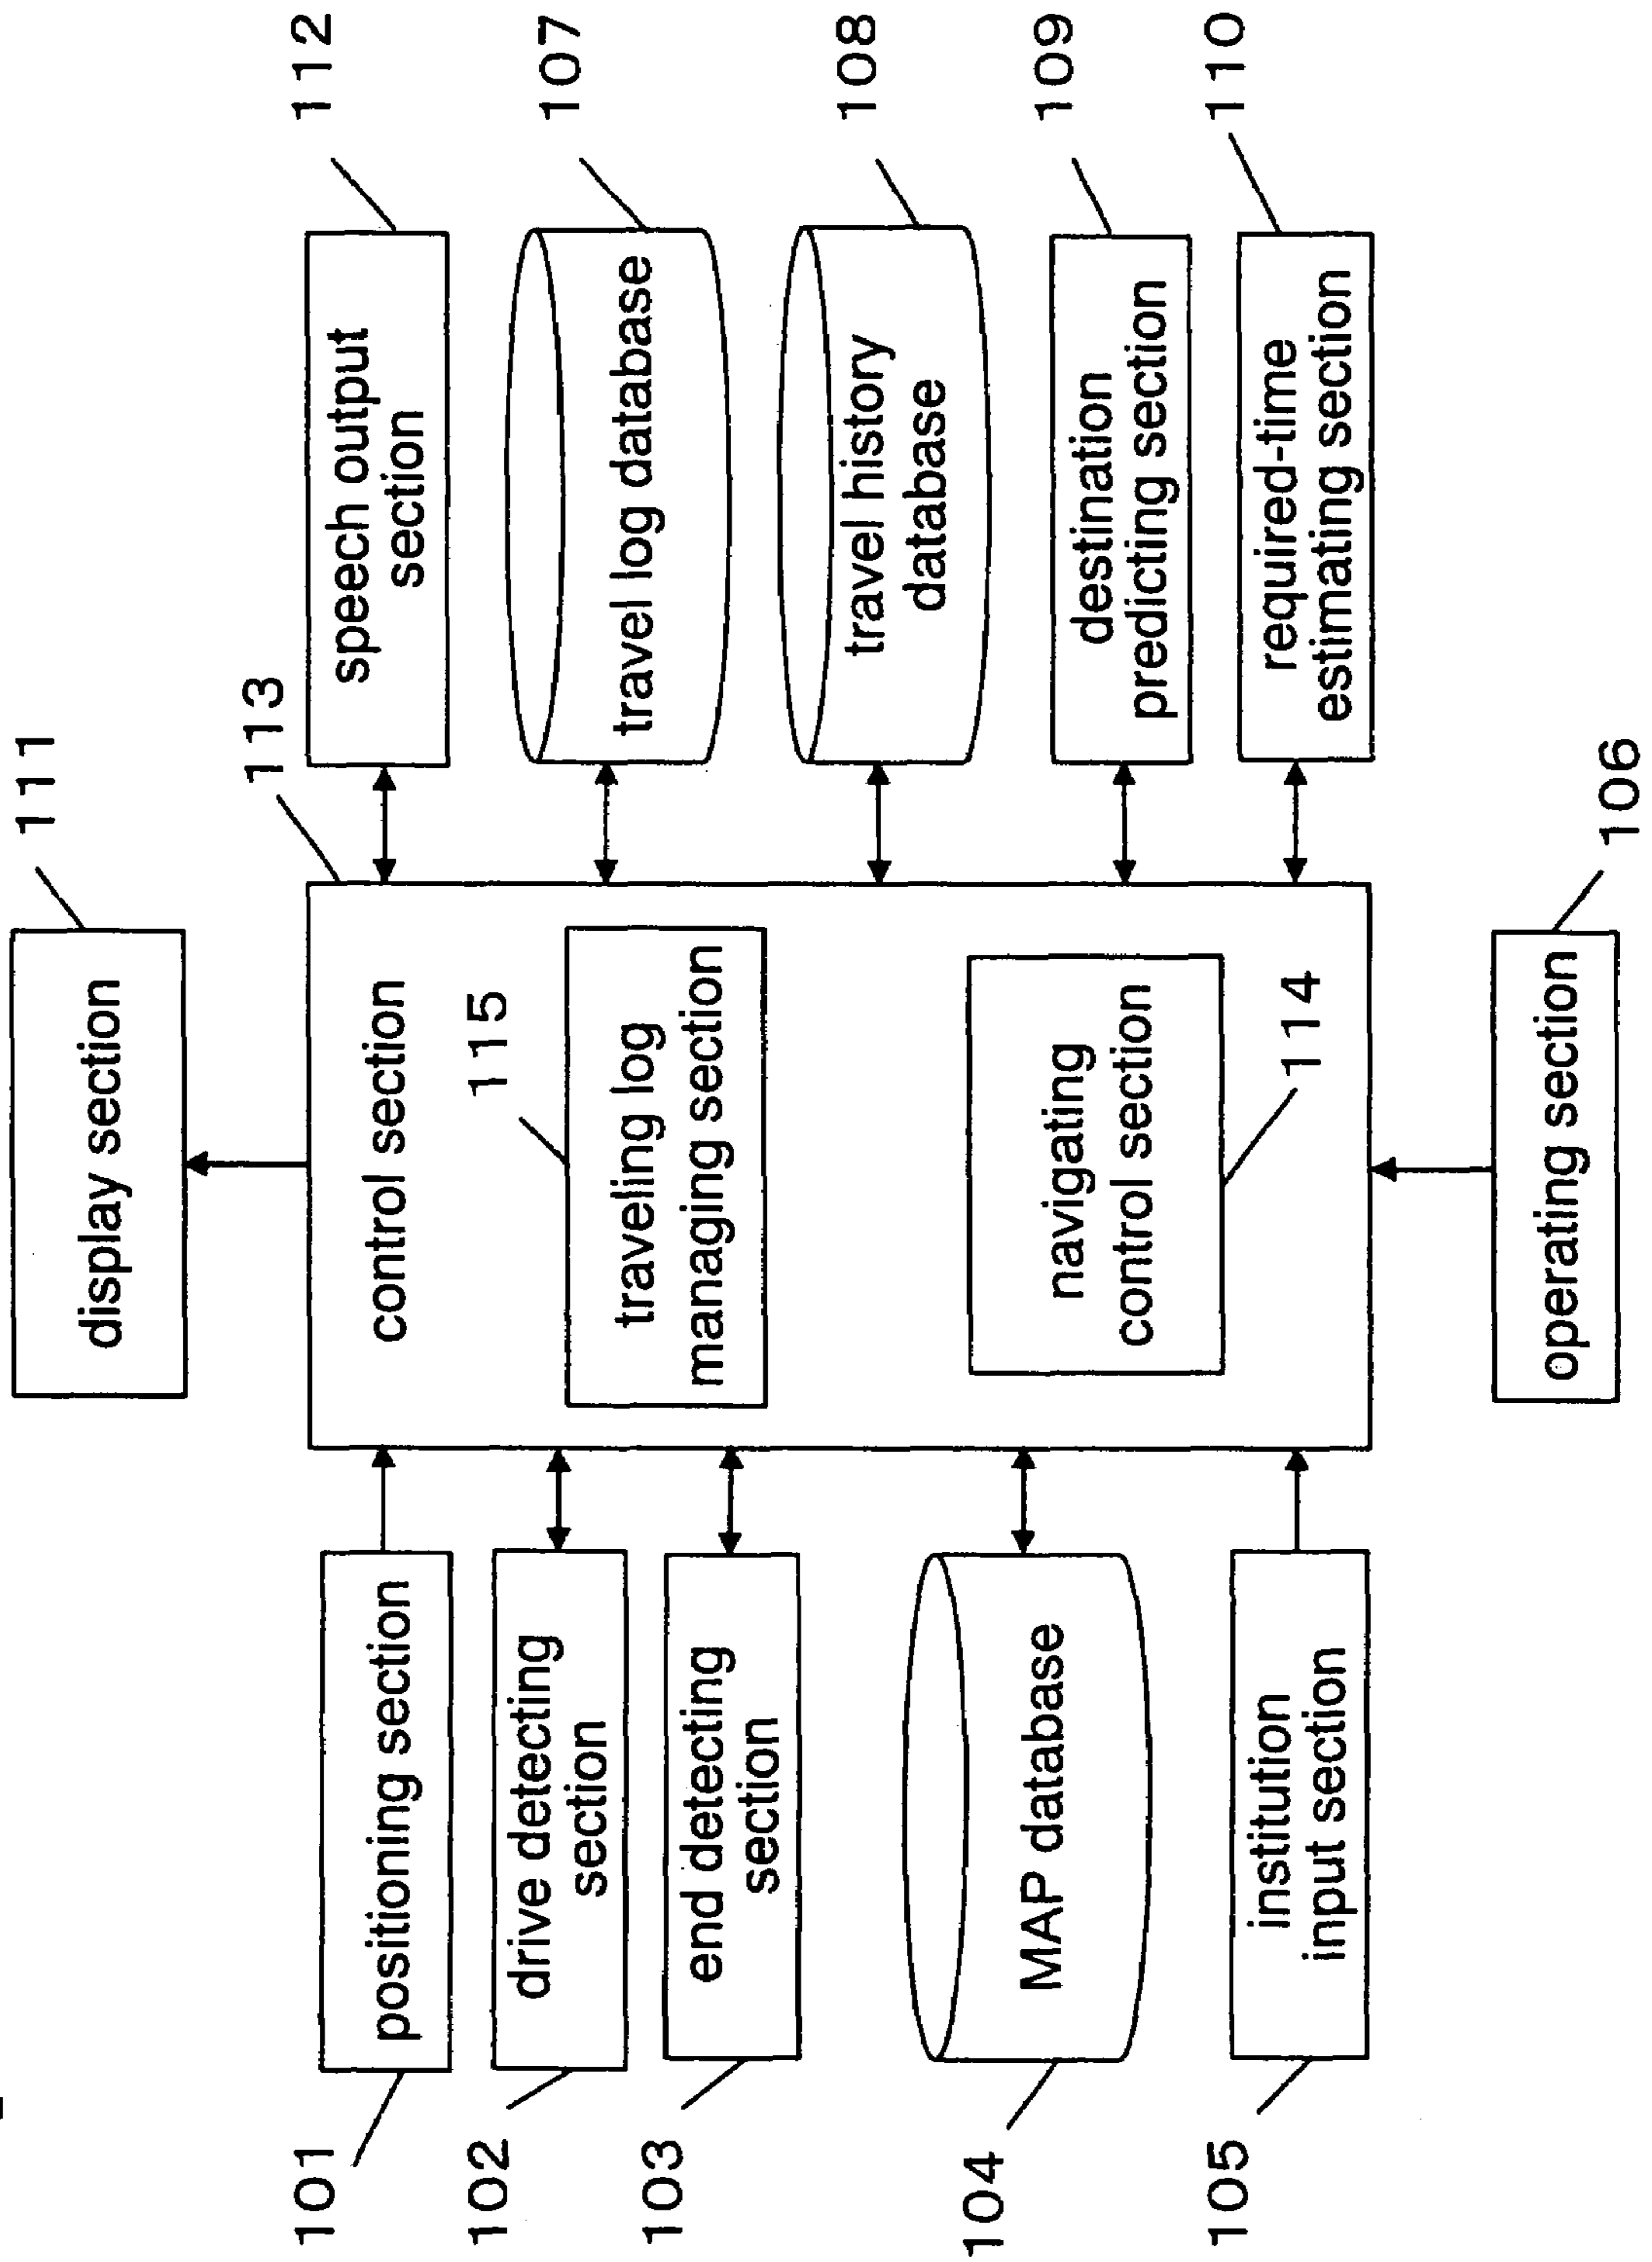 111
display section
113
control section
115
traveling log
managing section
navigating
control section
114
101
positioning section
102
drive detecting
section
103
end detecting
section
104
MAP database
105
institution
input section
112
speech output
section
107
travel log database
108
travel history
database
109
destination
predicting section
110
required-time
estimating section
106
operating section